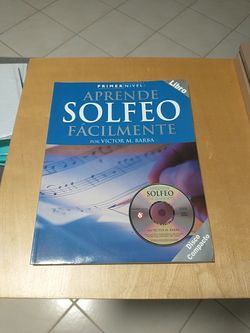 PRIMER NIVEL:
APRENDE
SOLFEO
FÁCILMENTE
POR VICTOR M. BARBA
Libro
SOLFEO
Disco Compacto